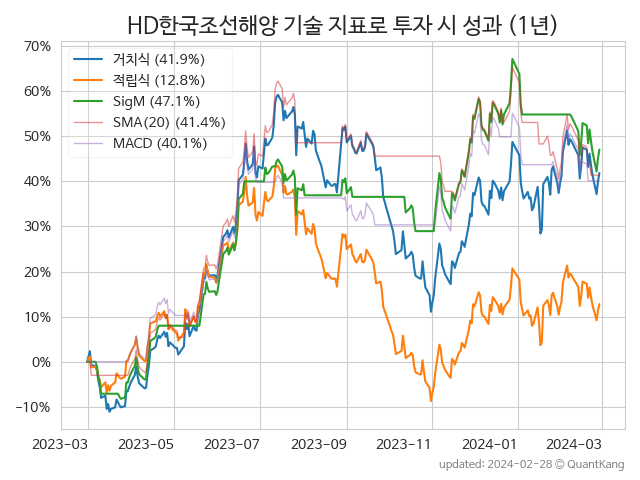 HD한국조선해양 기술 지표로 투자 시 성과 (1년)
70%
60%
50%
40%
30%
20%
10%
0%
−10%
거치식 (41.9%)
적립식 (12.8%)
SigM (47.1%)
SMA(20) (41.4%)
MACD (40.1%)
2023-03
2023-05
2023-07
2023-09
2023-11
2024-01
2024-03
updated: 2024-02-28 ⓒ QuantKang